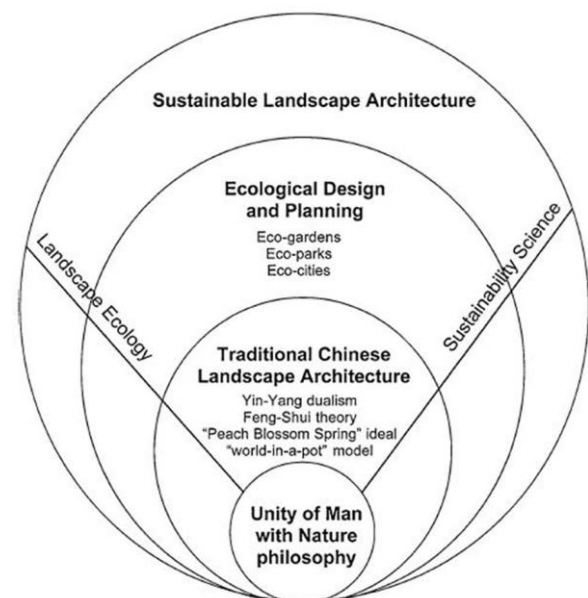 Sustainable Landscape Architecture
Ecological Design
and Planning
Eco-gardens
Eco-parks
Eco-cities
Landscape Ecology
Sustainability Science
Traditional Chinese
Landscape Architecture
Yin-Yang dualism
Feng-Shui theory
“Peach Blossom Spring” ideal
“world-in-a-pot” model
Unity of Man
with Nature
philosophy